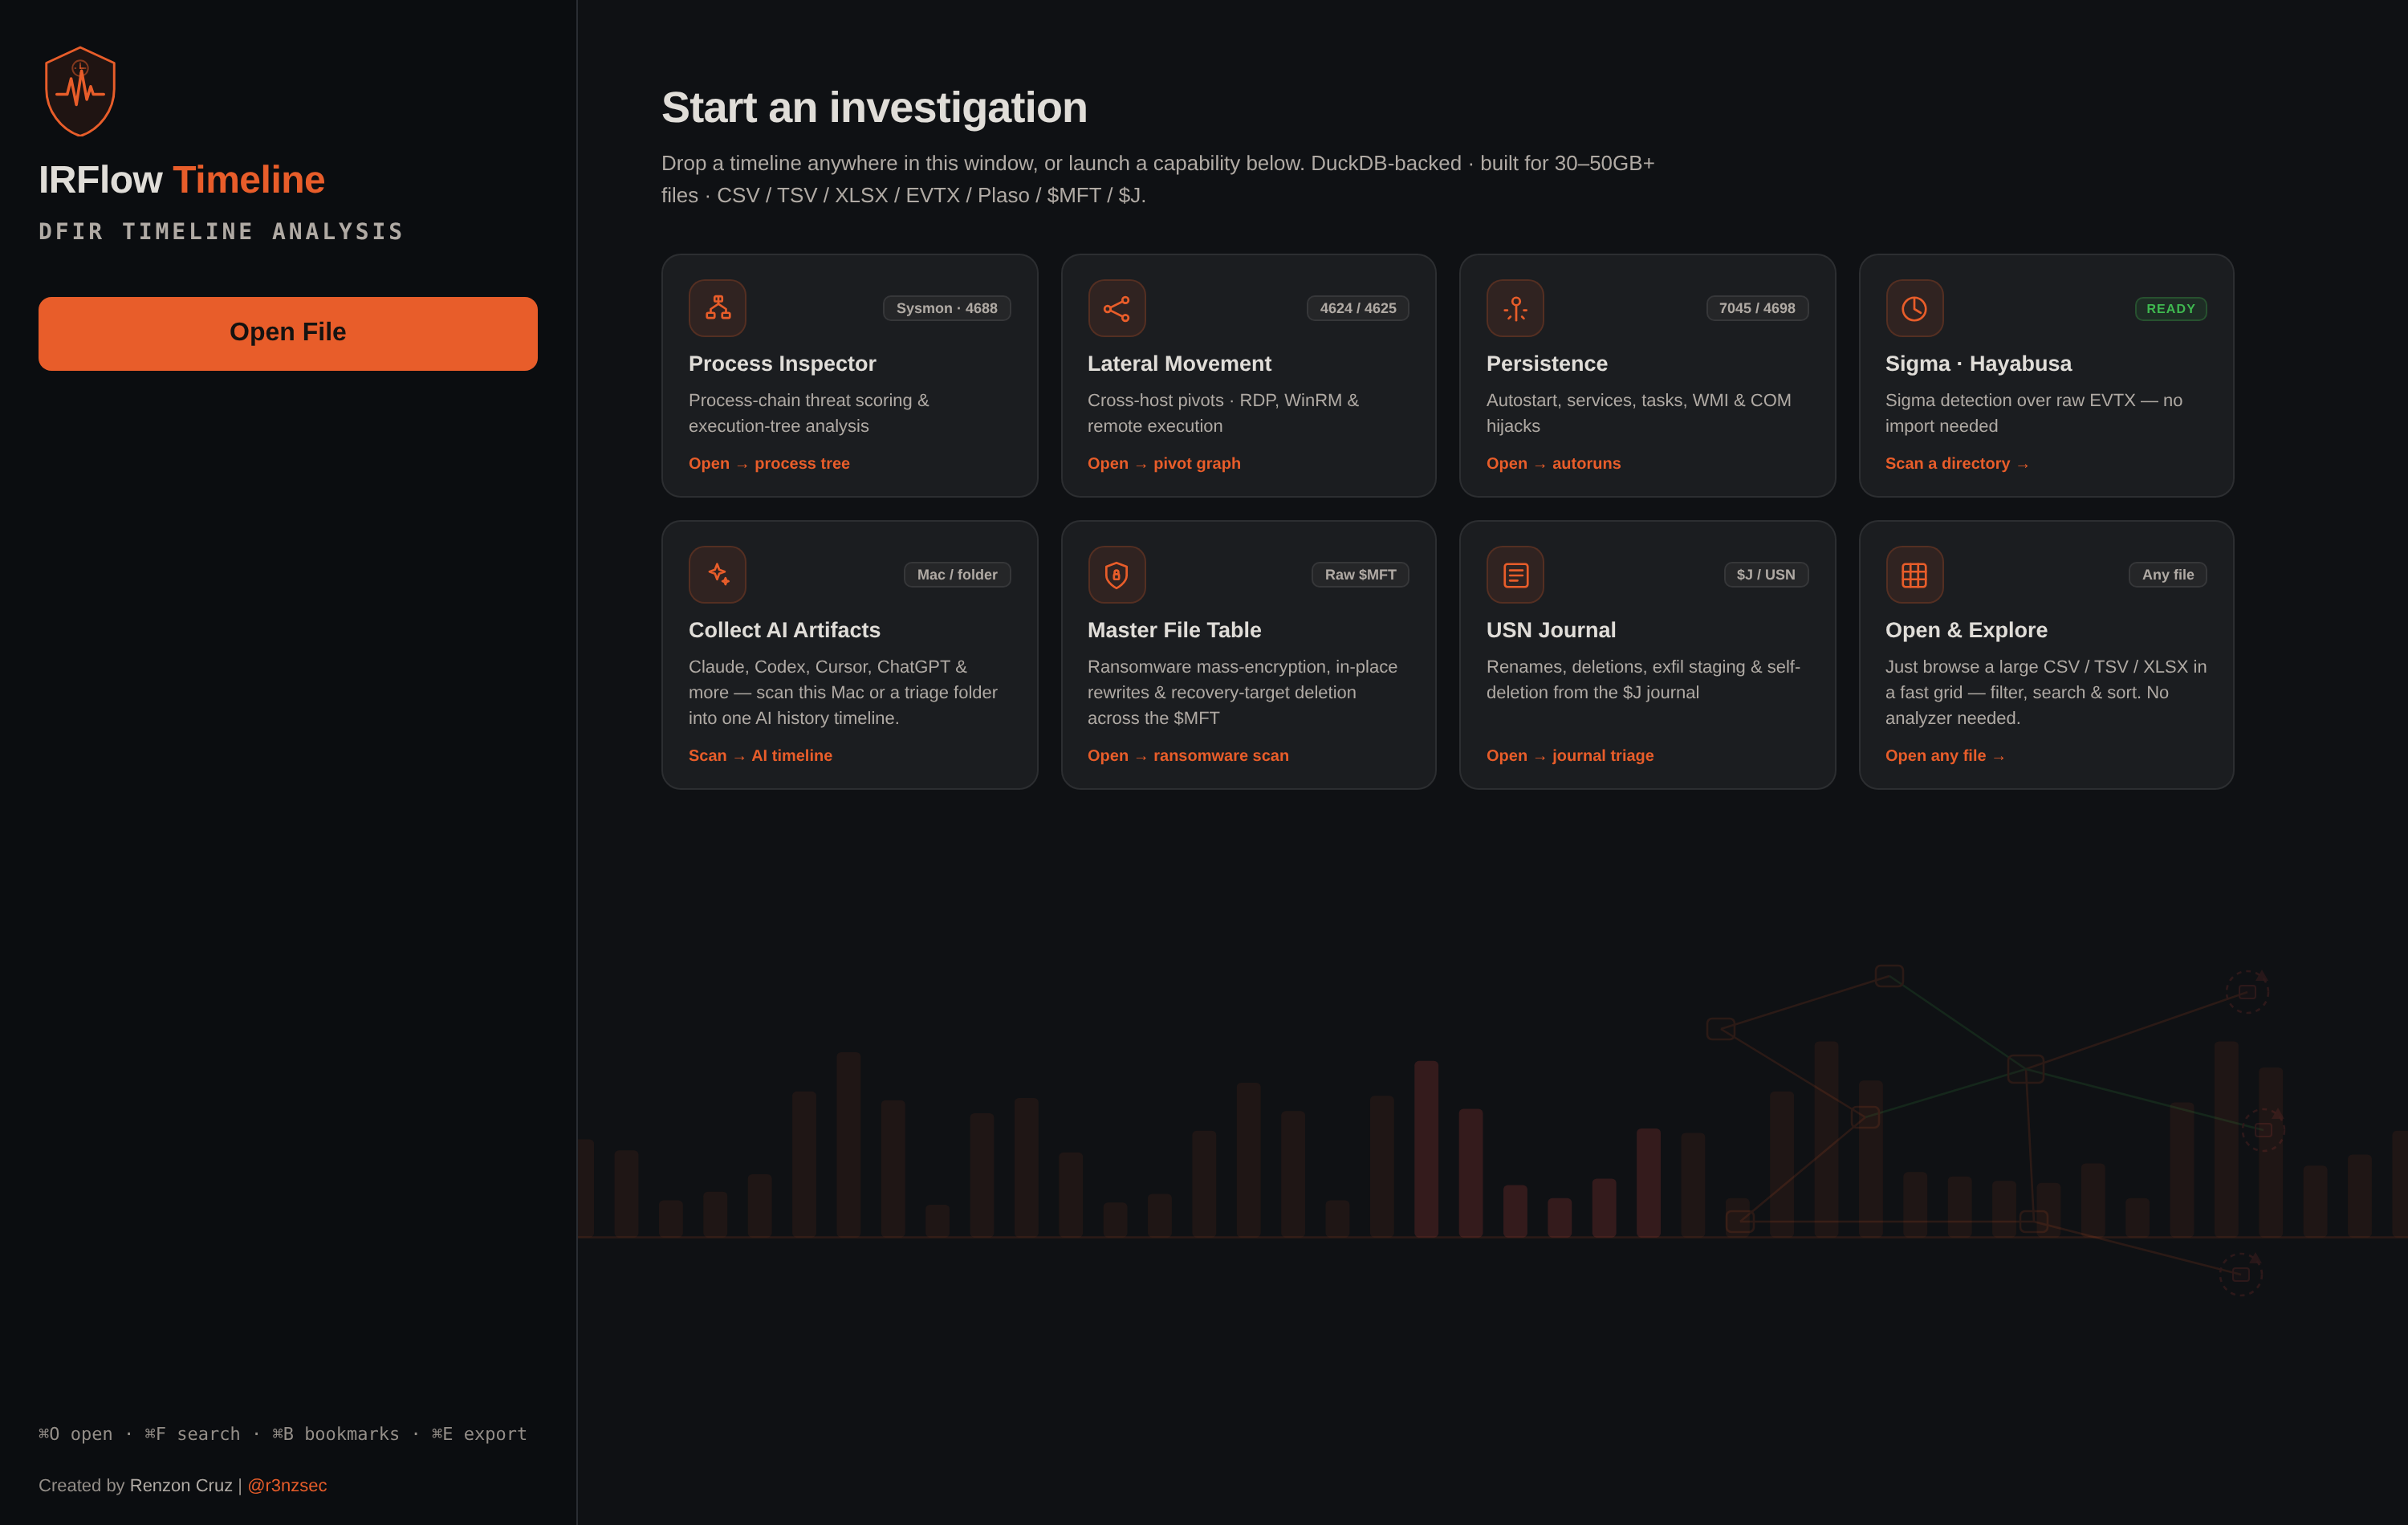 IRFlow Timeline
DFIR TIMELINE ANALYSIS
Open File
⌘O open · ⌘F search · ⌘B bookmarks · ⌘E export
Created by Renzon Cruz | @r3nzsec
Start an investigation
Drop a timeline anywhere in this window, or launch a capability below. DuckDB-backed · built for 30–50GB+
files · CSV / TSV / XLSX / EVTX / Plaso / $MFT / $J.
Sysmon · 4688
Process Inspector
Process-chain threat scoring &
execution-tree analysis
Open → process tree
4624 / 4625
Lateral Movement
Cross-host pivots · RDP, WinRM &
remote execution
Open → pivot graph
7045 / 4698
Persistence
Autostart, services, tasks, WMI & COM
hijacks
Open → autoruns
READY
Sigma · Hayabusa
Sigma detection over raw EVTX — no
import needed
Scan a directory →
Mac / folder
Collect AI Artifacts
Claude, Codex, Cursor, ChatGPT &
more — scan this Mac or a triage folder
into one AI history timeline.
Scan → AI timeline
Raw $MFT
Master File Table
Ransomware mass-encryption, in-place
rewrites & recovery-target deletion
across the $MFT
Open → ransomware scan
$J / USN
USN Journal
Renames, deletions, exfil staging & self-
deletion from the $J journal
Open → journal triage
Any file
Open & Explore
Just browse a large CSV / TSV / XLSX in
a fast grid — filter, search & sort. No
analyzer needed.
Open any file →